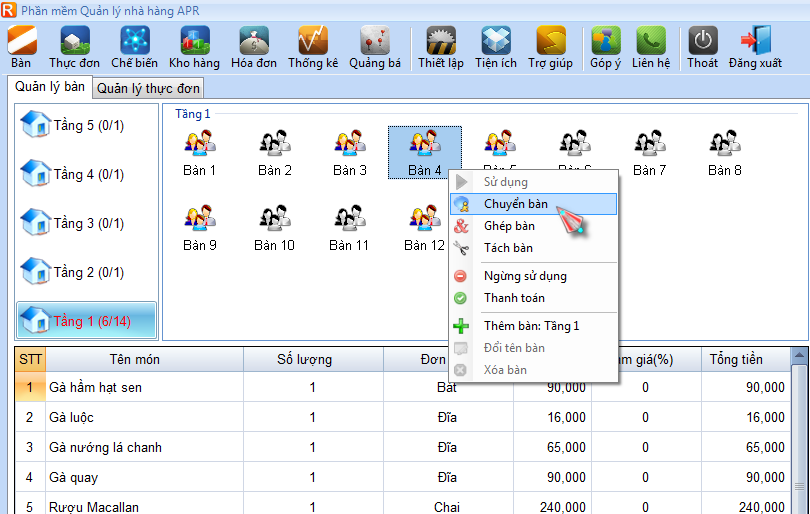 R Phần mềm Quản lý nhà hàng APR
Bàn Thực đơn Chế biến Kho hàng Hóa đơn Thống kê Quảng bá Thiết lập Tiện ích Trợ giúp Góp ý Liên hệ Thoát Đăng xuất
Quản lý bàn Quản lý thực đơn
Tầng 5 (0/1)
Tầng 4 (0/1)
Tầng 3 (0/1)
Tầng 2 (0/1)
Tầng 1 (6/14)
Tầng 1
Bàn 1 Bàn 2 Bàn 3 Bàn 4 Bàn 7 Bàn 8
Bàn 9 Bàn 10 Bàn 11 Bàn 12
Sử dụng
Chuyển bàn
Ghép bàn
Tách bàn
Ngừng sử dụng
Thanh toán
Thêm bàn: Tầng 1
Đổi tên bàn
Xóa bàn
STT Tên món Số lượng Đơn giá(%) Tổng tiền
1 Gà hầm hạt sen 1 Bát 90,000 0 90,000
2 Gà luộc 1 Đĩa 16,000 0 16,000
3 Gà nướng lá chanh 1 Đĩa 65,000 0 65,000
4 Gà quay 1 Đĩa 90,000 0 90,000
5 Rượu Macallan 1 Chai 240,000 0 240,000